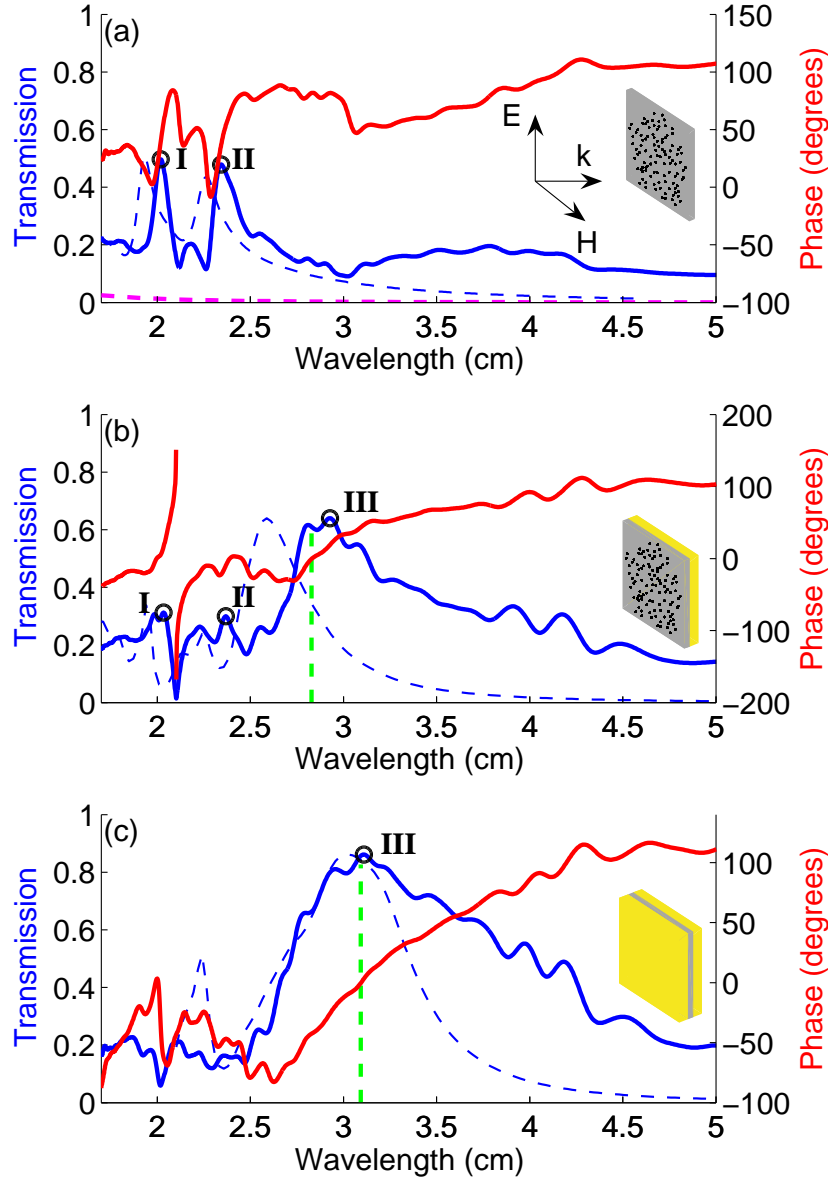 (a)
Transmission
1
0.8
0.6
0.4
0.2
0
I
II
E
k
H
150
100
50
0
−50
−100
Phase (degrees)
2
2.5
3
3.5
4
4.5
5
Wavelength (cm)
(b)
Transmission
1
0.8
0.6
0.4
0.2
0
I
II
III
200
100
0
−100
−200
Phase (degrees)
2
2.5
3
3.5
4
4.5
5
Wavelength (cm)
(c)
Transmission
1
0.8
0.6
0.4
0.2
0
III
100
50
0
−50
−100
Phase (degrees)
2
2.5
3
3.5
4
4.5
5
Wavelength (cm)